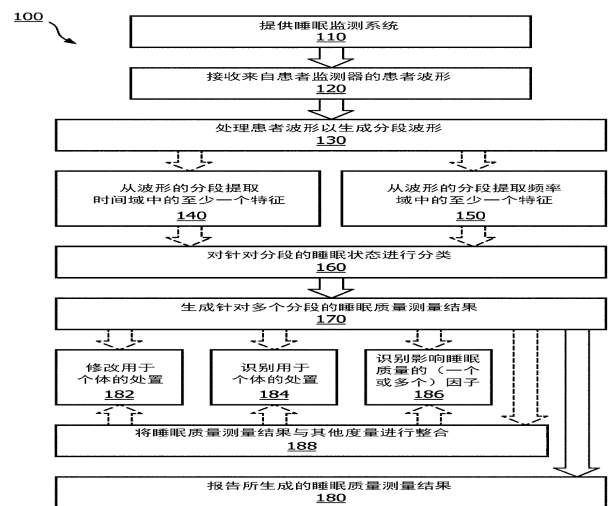 100
提供睡眠监测系统
110
接收来自患者监测器的患者波形
120
处理患者波形以生成分段波形
130
从波形的分段提取
时间域中的至少一个特征
140
从波形的分段提取频率
域中的至少一个特征
150
对针对分段的睡眠状态进行分类
160
生成针对多个分段的睡眠质量测量结果
170
修改用于
个体的处置
182
识别用于
个体的处置
184
识别影响睡眠
质量的（一个
或多个）因子
186
将睡眠质量测量结果与其他度量进行整合
188
报告所生成的睡眠质量测量结果
180